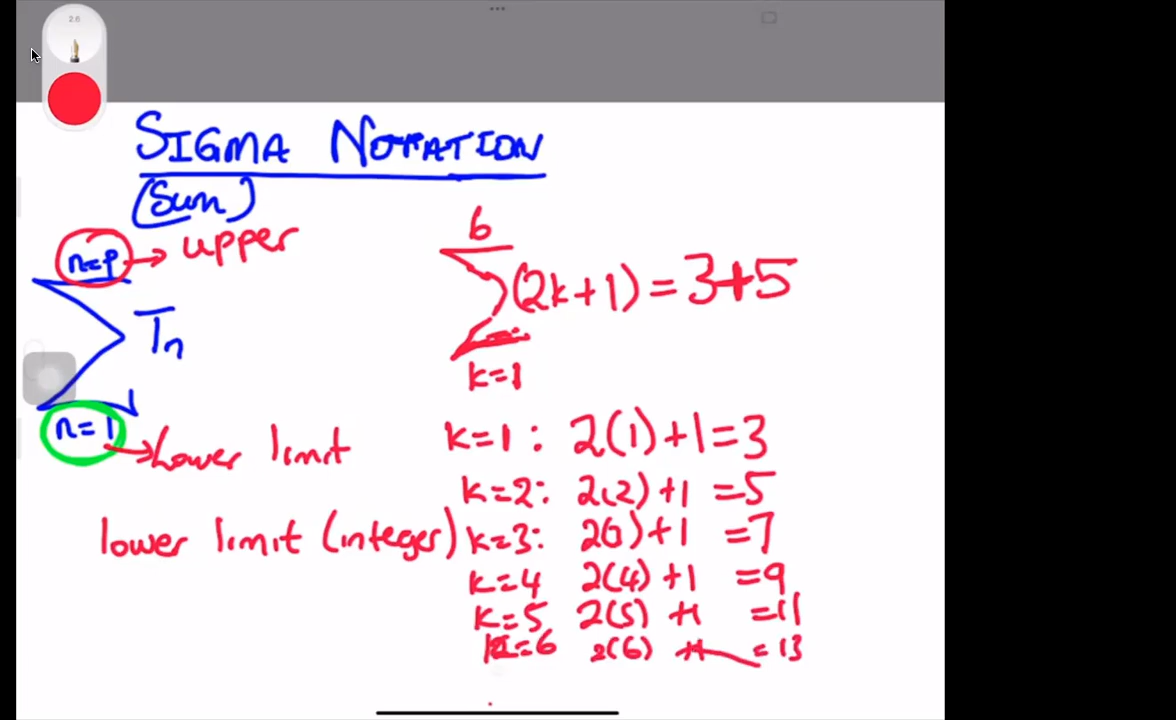 2.6
SIGMA NOTATION
(Sum)
n=p → upper
∑ Tn
n=1 → Lower limit
lower limit (integer)
6
∑ (2k+1) = 3+5
k=1
k=1: 2(1)+1=3
k=2: 2(2)+1 =5
k=3: 2(3)+1 =7
k=4 2(4)+1 =9
k=5 2(5) +1 =11
k=6 2(6) +1 =13